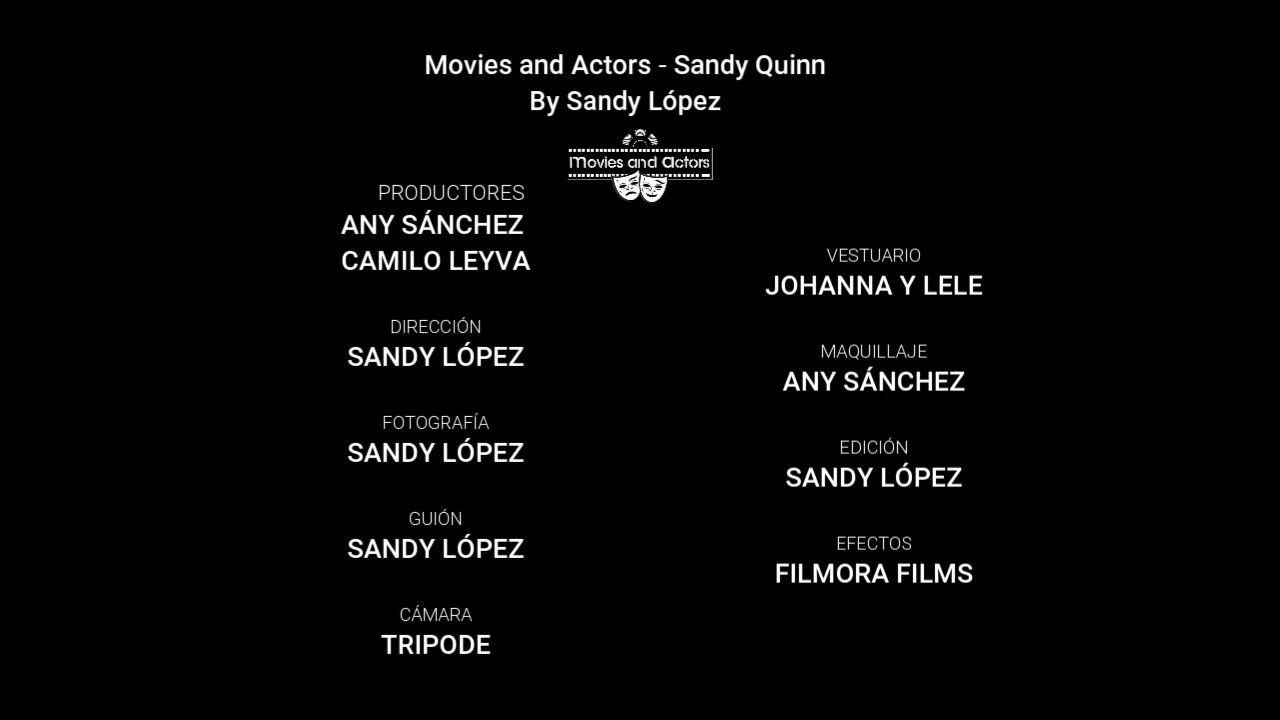 Movies and Actors - Sandy Quinn
By Sandy López
Movies and Actors
PRODUCTORES
ANY SÁNCHEZ
CAMILO LEYVA
DIRECCIÓN
SANDY LÓPEZ
FOTOGRAFÍA
SANDY LÓPEZ
GUIÓN
SANDY LÓPEZ
CÁMARA
TRIPODE
VESTUARIO
JOHANNA Y LELE
MAQUILLAJE
ANY SÁNCHEZ
EDICIÓN
SANDY LÓPEZ
EFECTOS
FILMORA FILMS